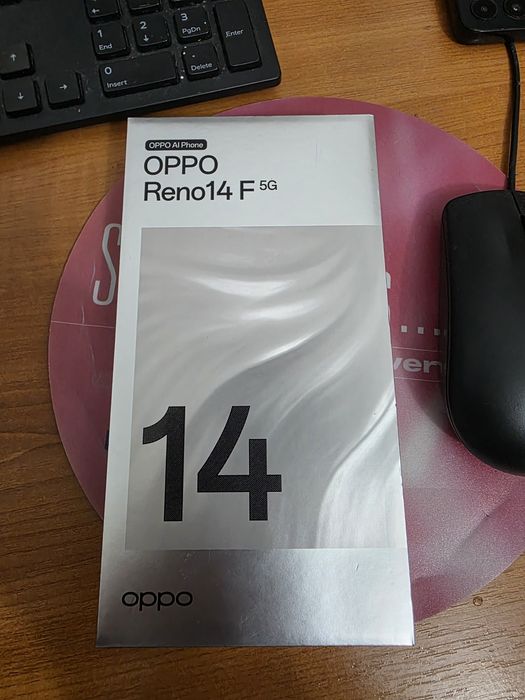 1
End
2
↓
3
PgDn
Enter
0
Insert
.
Delete
↑
↓
→
OPPO AI Phone
OPPO
Reno14 F 5G
14
oppo